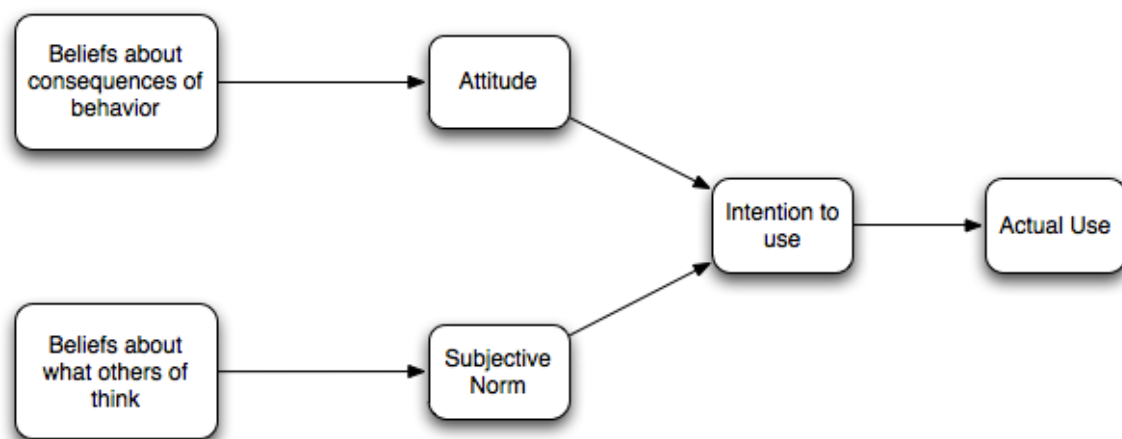 Beliefs about
consequences of
behavior
Attitude
Intention to
use
Actual Use
Beliefs about
what others of
think
Subjective
Norm